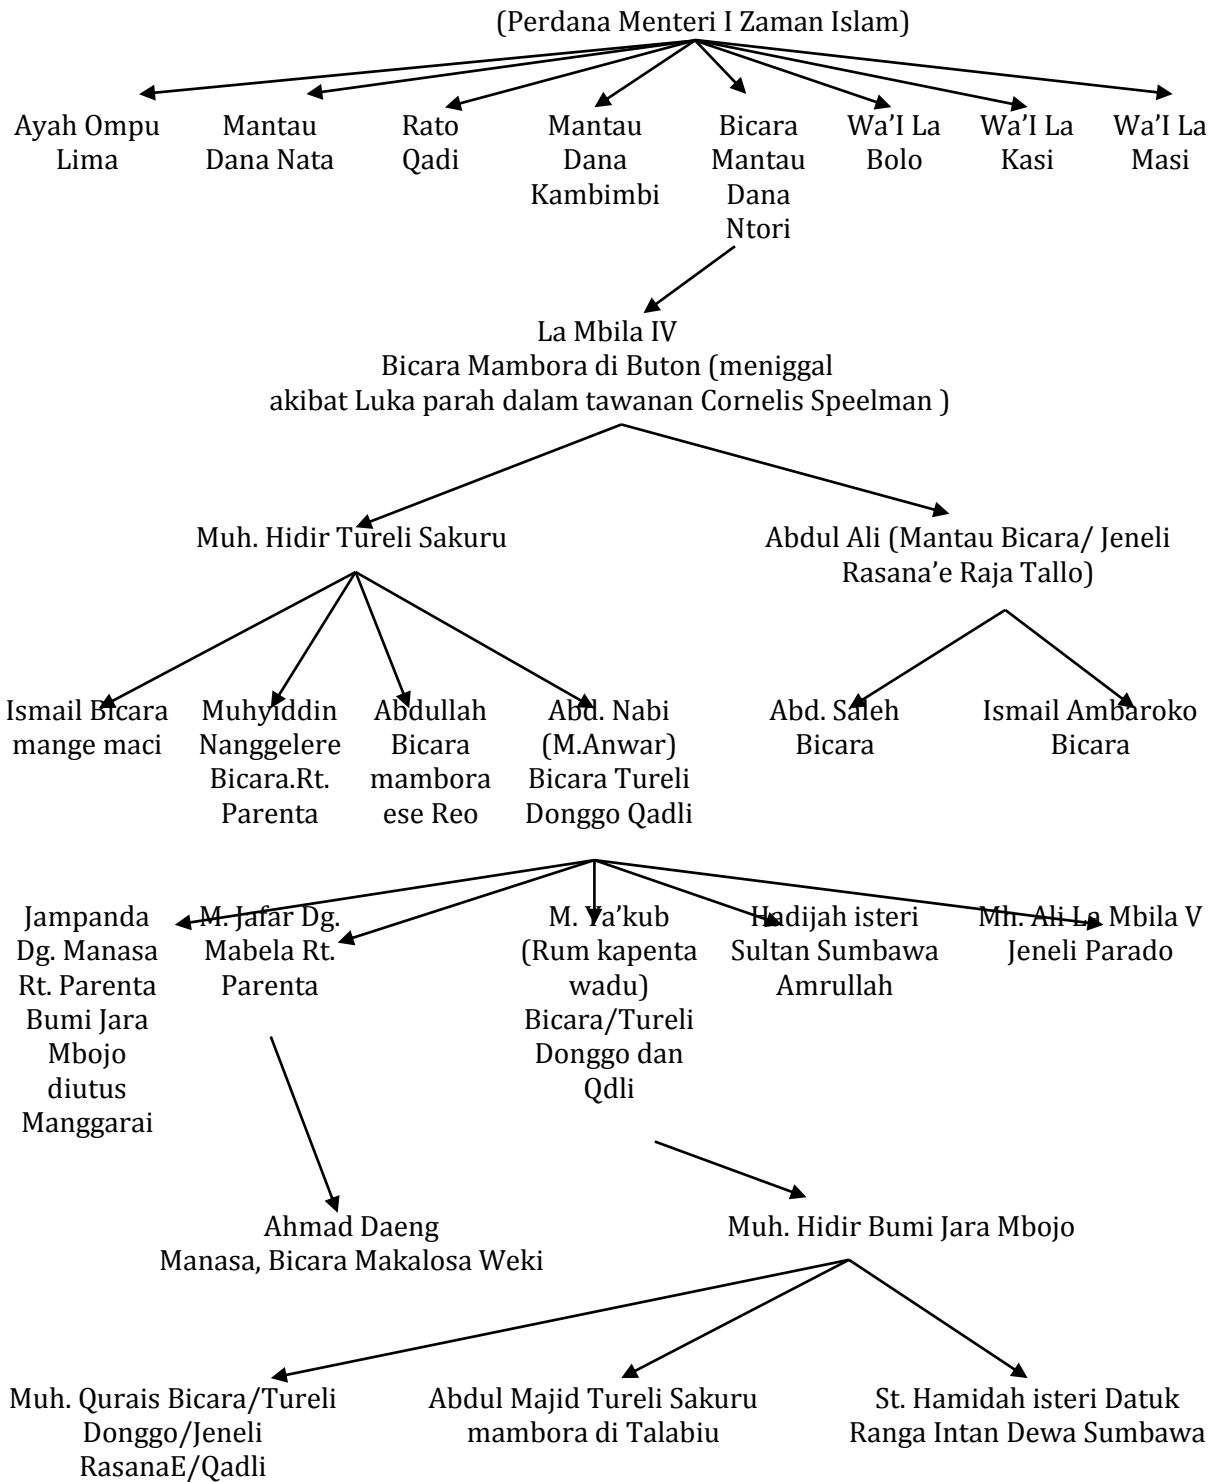 (Perdana Menteri I Zaman Islam)
Ayah Ompu
Lima
Mantau
Dana Nata
Rato
Qadi
Mantau
Dana
Kambimbi
Bicara
Mantau
Dana
Ntori
Wa’I La
Bolo
Wa’I La
Kasi
Wa’I La
Masi
La Mbila IV
Bicara Mambora di Buton (meniggal
akibat Luka parah dalam tawanan Cornelis Speelman )
Muh. Hidir Tureli Sakuru
Abdul Ali (Mantau Bicara/ Jeneli
Rasana’e Raja Tallo)
Ismail Bicara
mange maci
Muhyiddin
Nanggelere
Bicara.Rt.
Parenta
Abdullah
Bicara
mambora
ese Reo
Abd. Nabi
(M.Anwar)
Bicara Tureli
Donggo Qadli
Abd. Saleh
Bicara
Ismail Ambaroko
Bicara
Jampanda
Dg. Manasa
Rt. Parenta
Bumi Jara
Mbojo
diutus
Manggarai
M. Jafar Dg.
Mabela Rt.
Parenta
M. Ya’kub
(Rum kapenta
wadu)
Bicara/Tureli
Donggo dan
Qdli
Hadijah isteri
Sultan Sumbawa
Amrullah
Mh. Ali La Mbila V
Jeneli Parado
Ahmad Daeng
Manasa, Bicara Makalosa Weki
Muh. Hidir Bumi Jara Mbojo
Muh. Qurais Bicara/Tureli
Donggo/Jeneli
RasanaE/Qadli
Abdul Majid Tureli Sakuru
mambora di Talabiu
St. Hamidah isteri Datuk
Ranga Intan Dewa Sumbawa